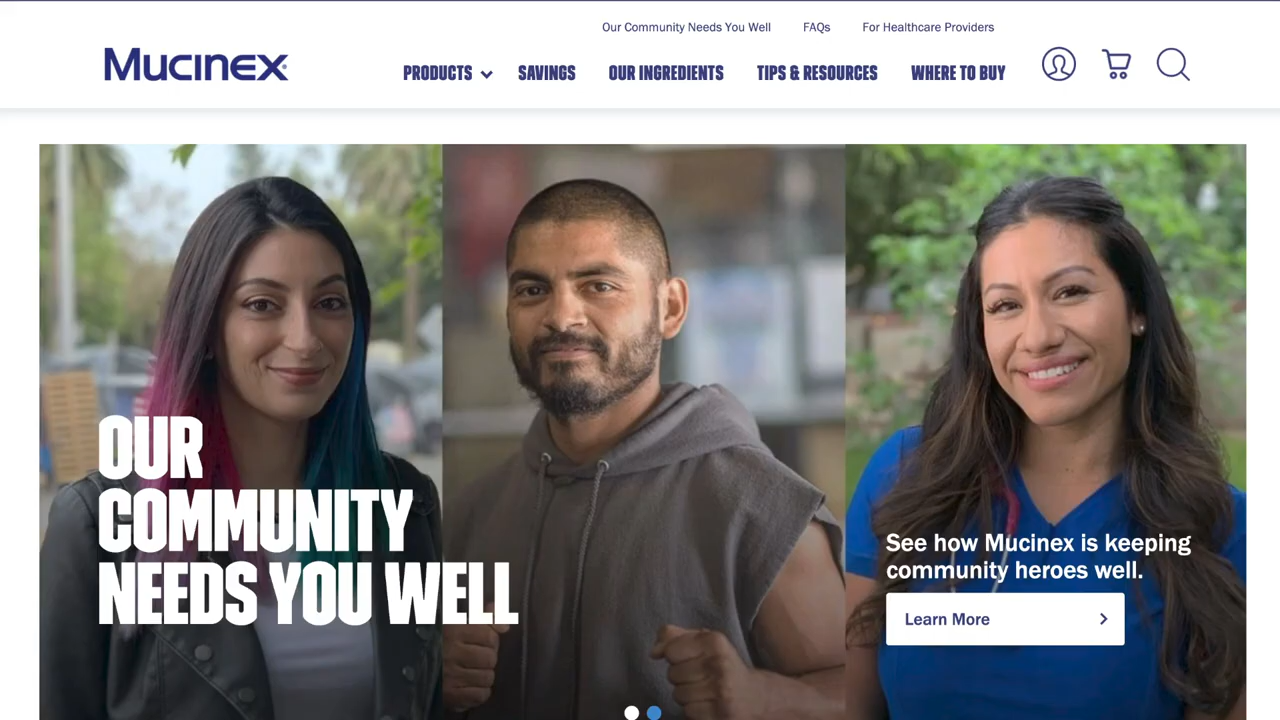 Our Community Needs You Well FAQs For Healthcare Providers
Mucinex®
PRODUCTS SAVINGS OUR INGREDIENTS TIPS & RESOURCES WHERE TO BUY
OUR
COMMUNITY
NEEDS YOU WELL
See how Mucinex is keeping
community heroes well.
Learn More